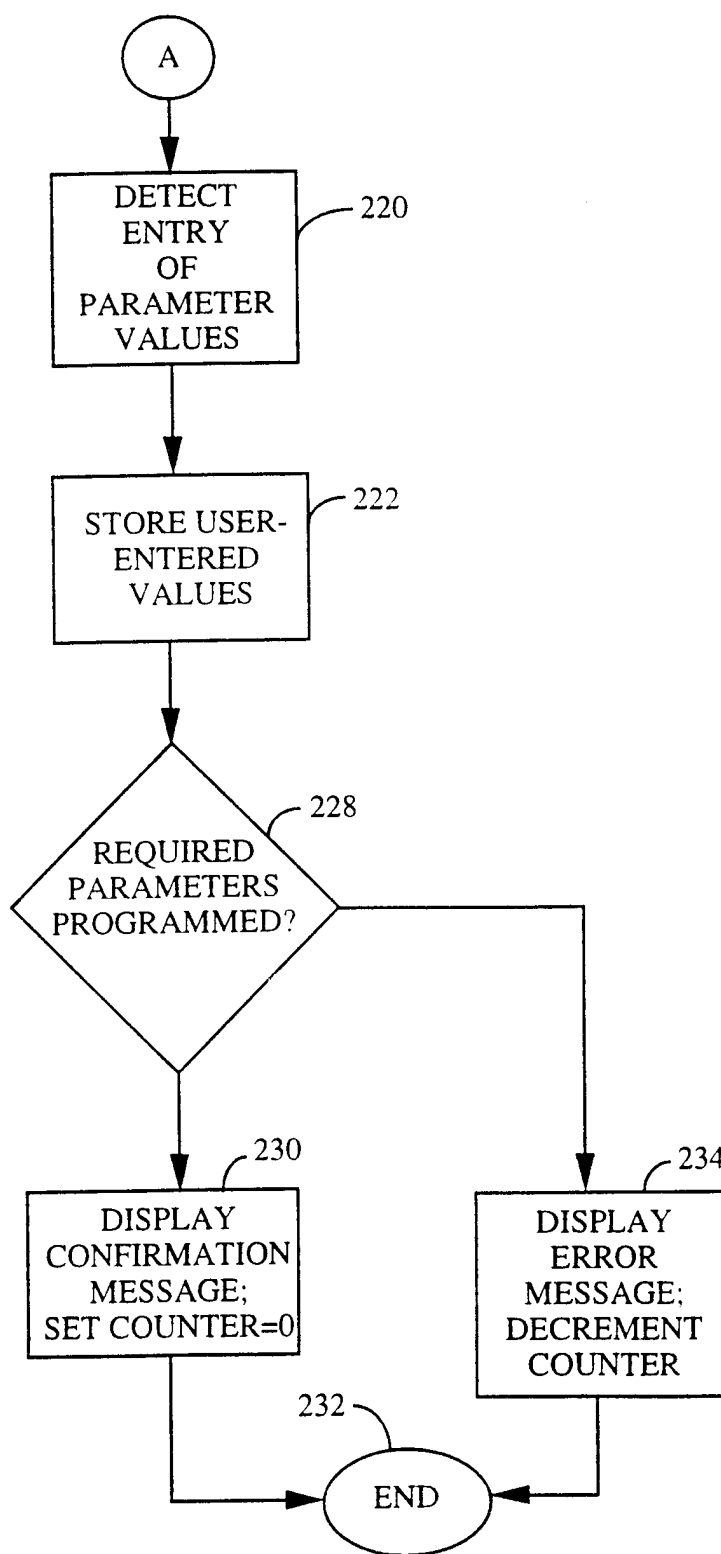 A
DETECT
ENTRY
OF
PARAMETER
VALUES
220
STORE USER-
ENTERED
VALUES
222
228
REQUIRED
PARAMETERS
PROGRAMMED?
230
DISPLAY
CONFIRMATION
MESSAGE;
SET COUNTER=0
234
DISPLAY
ERROR
MESSAGE;
DECREMENT
COUNTER
232
END